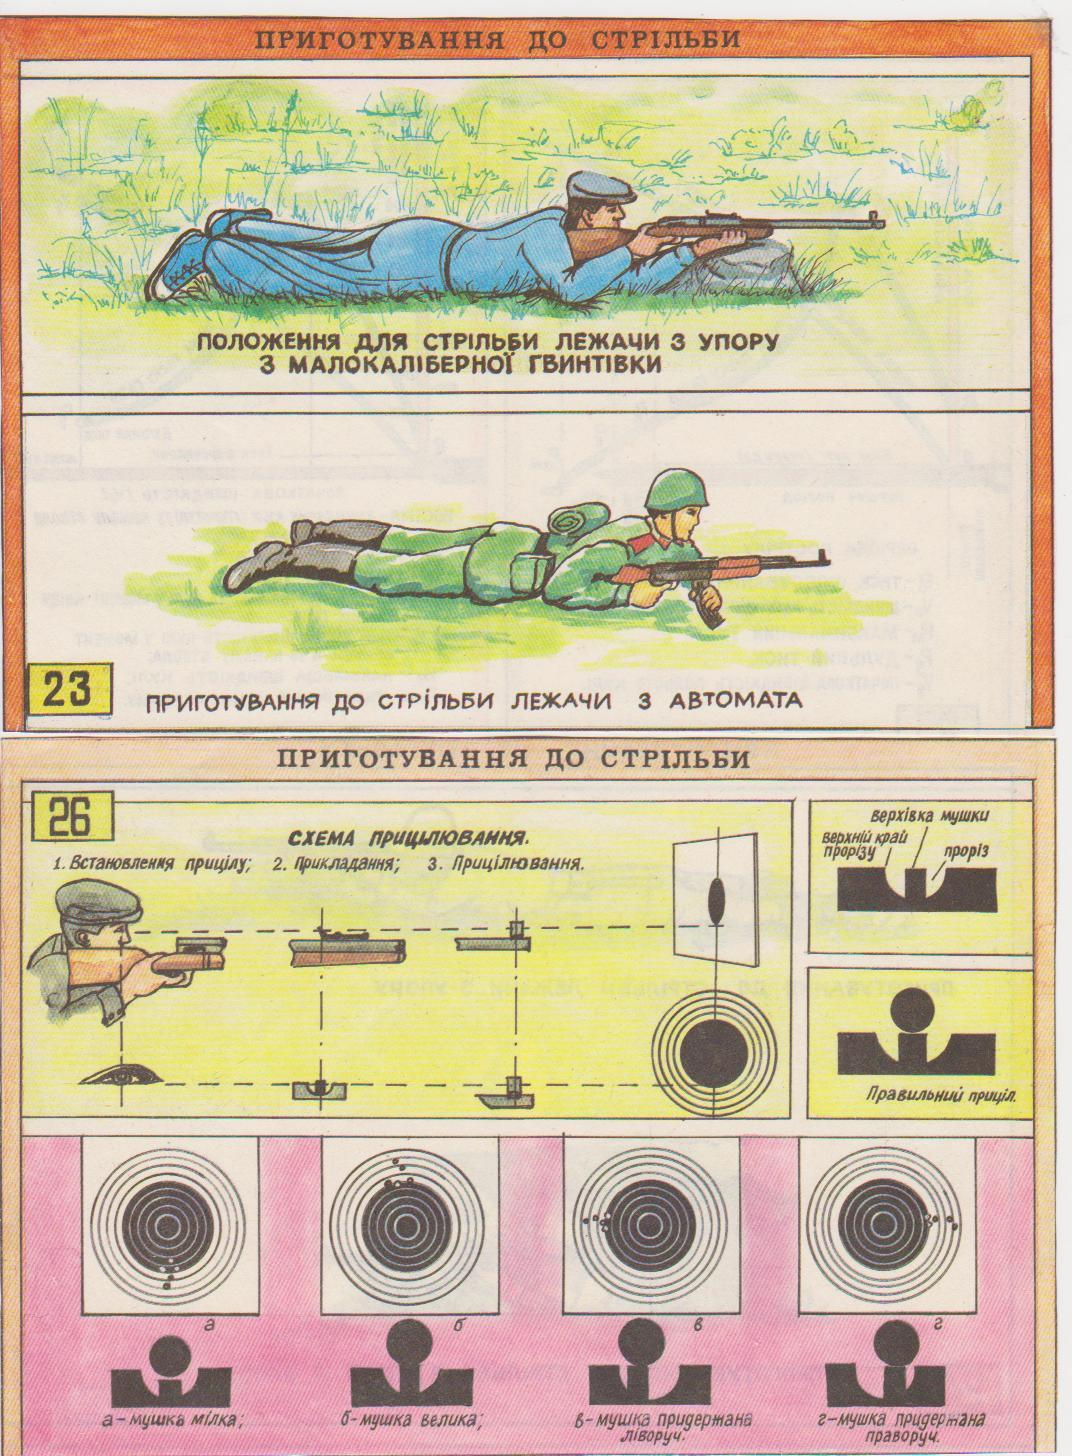 ПРИГОТУВАННЯ ДО СТРІЛЬБИ
ПОЛОЖЕННЯ ДЛЯ СТРІЛЬБИ ЛЕЖАЧИ З УПОРУ
З МАЛОКАЛІБЕРНОЇ ГВИНТІВКИ
23
ПРИГОТУВАННЯ ДО СТРІЛЬБИ ЛЕЖАЧИ З АВТОМАТА
ПРИГОТУВАННЯ ДО СТРІЛЬБИ
26
СХЕМА ПРИЦІЛЮВАННЯ.
1. Встановлення прицілу; 2. Прикладання; 3. Прицілювання.
верхівка мушки
верхній край
прорізу
проріз
Правильний приціл.
а
б
в
г
а-мушка мілка;
б-мушка велика;
в-мушка придержана
ліворуч.
г-мушка придержана
праворуч.